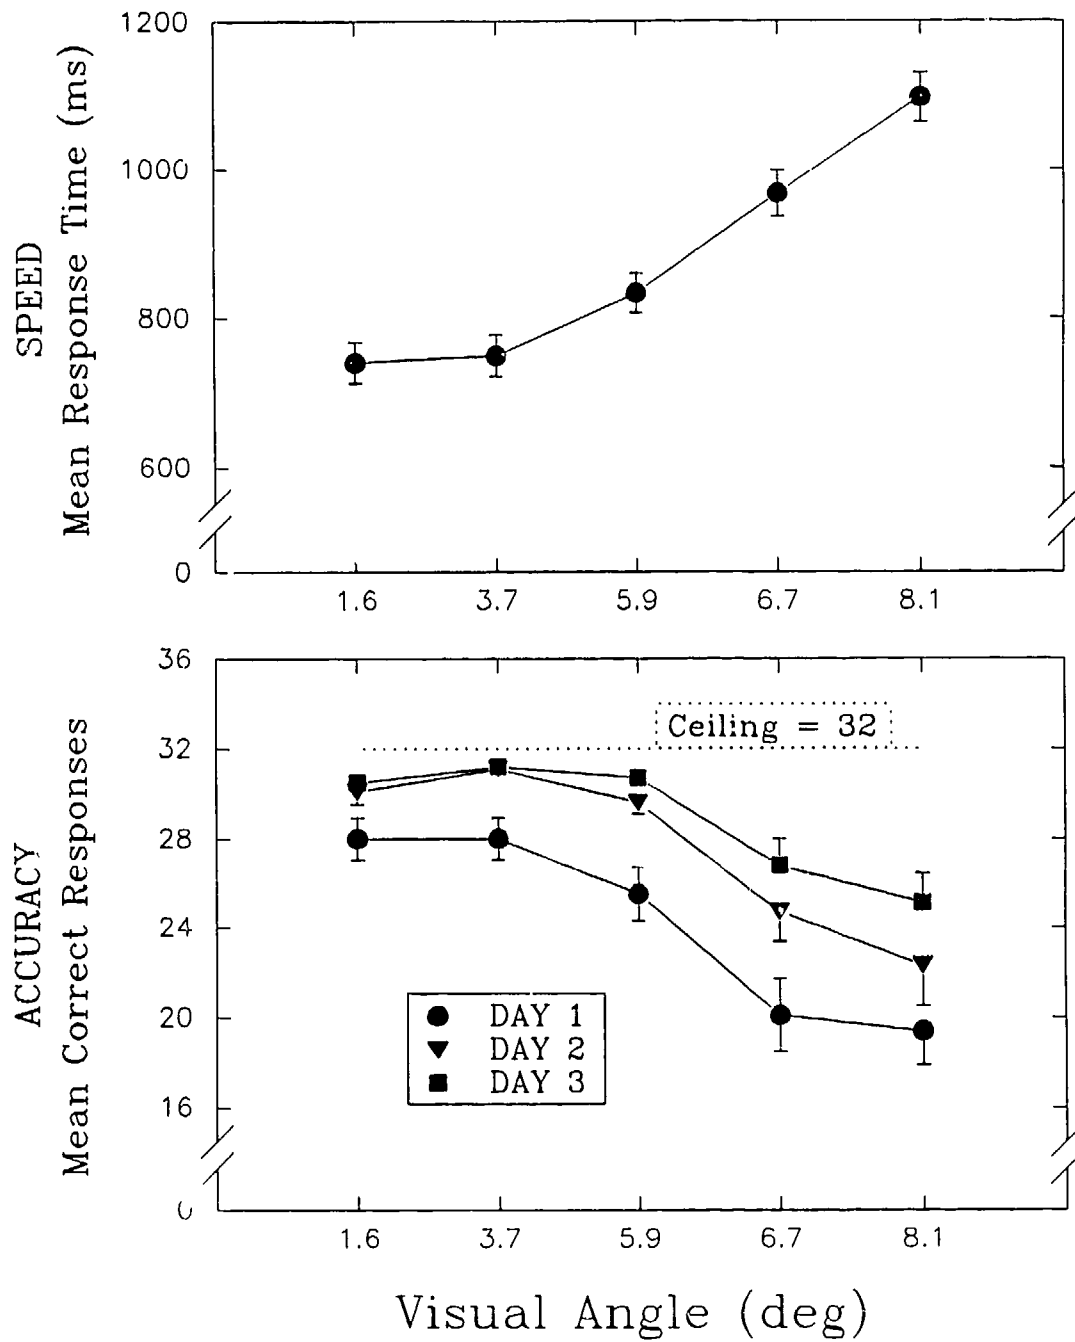 SPEED
Mean Response Time (ms)
1200
1000
800
600
0
1.6 3.7 5.9 6.7 8.1
ACCURACY
Mean Correct Responses
36
32
28
24
20
16
0
Ceiling = 32
DAY 1
DAY 2
DAY 3
1.6 3.7 5.9 6.7 8.1
Visual Angle (deg)